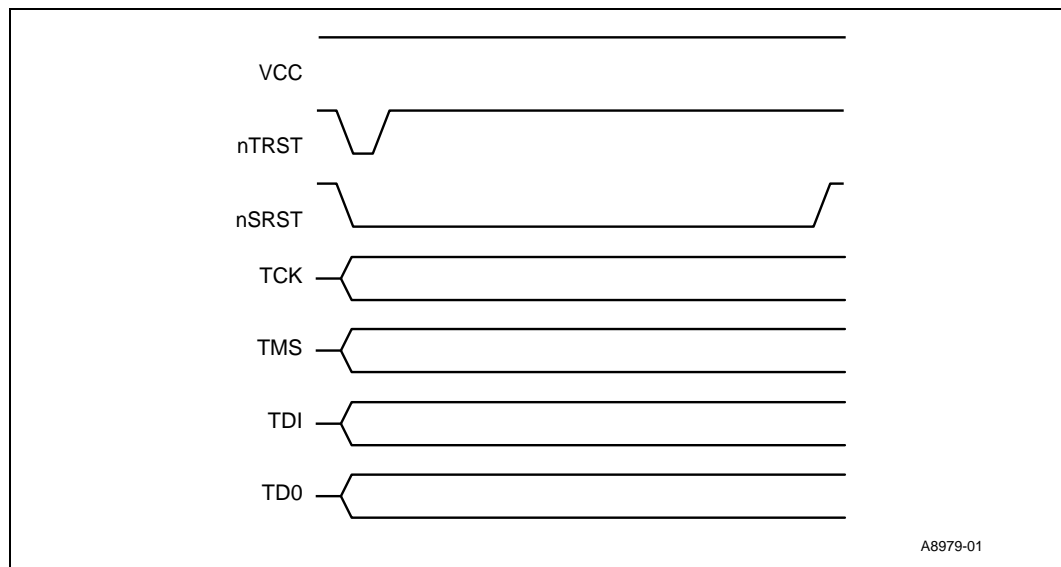 VCC
nTRST
nSRST
TCK
TMS
TDI
TD0
A8979-01